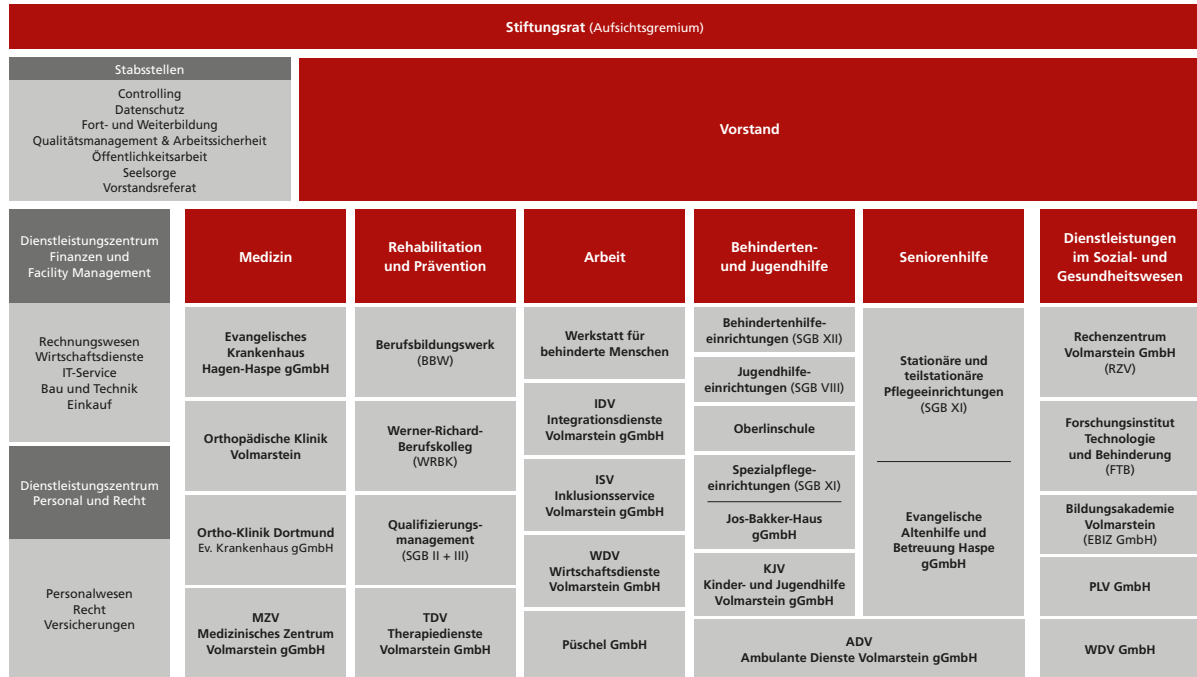 Stiftungsrat (Aufsichtsgremium)
Stabsstellen
Controlling
Datenschutz
Fort- und Weiterbildung
Qualitätsmanagement & Arbeitssicherheit
Öffentlichkeitsarbeit
Seelsorge
Vorstandsreferat
Vorstand
Dienstleistungszentrum
Finanzen und
Facility Management
Rechnungswesen
Wirtschaftsdienste
IT-Service
Bau und Technik
Einkauf
Dienstleistungszentrum
Personal und Recht
Personalwesen
Recht
Versicherungen
Medizin
Evangelisches
Krankenhaus
Hagen-Haspe gGmbH
Orthopädische Klinik
Volmarstein
Ortho-Klinik Dortmund
Ev. Krankenhaus gGmbH
MZV
Medizinisches Zentrum
Volmarstein gGmbH
Rehabilitation
und Prävention
Berufsbildungswerk
(BBW)
Werner-Richard-
Berufskolleg
(WRBK)
Qualifizierungs-
management
(SGB II + III)
TDV
Therapiedienste
Volmarstein GmbH
Arbeit
Werkstatt für
behinderte Menschen
IDV
Integrationsdienste
Volmarstein gGmbH
ISV
Inklusionsservice
Volmarstein gGmbH
WDV
Wirtschaftsdienste
Volmarstein GmbH
Püschel GmbH
Behinderten-
und Jugendhilfe
Behindertenhilfe-
einrichtungen (SGB XII)
Jugendhilfe-
einrichtungen (SGB VIII)
Oberlinschule
Spezialpflege-
einrichtungen (SGB XI)
Jos-Bakker-Haus
gGmbH
KJV
Kinder- und Jugendhilfe
Volmarstein gGmbH
Seniorenhilfe
Stationäre und
teilstationäre
Pflegeeinrichtungen
(SGB XI)
Evangelische
Altenhilfe und
Betreuung Haspe
gGmbH
ADV
Ambulante Dienste Volmarstein gGmbH
Dienstleistungen
im Sozial- und
Gesundheitswesen
Rechenzentrum
Volmarstein GmbH
(RZV)
Forschungsinstitut
Technologie
und Behinderung
(FTB)
Bildungsakademie
Volmarstein
(EBIZ GmbH)
PLV GmbH
WDV GmbH